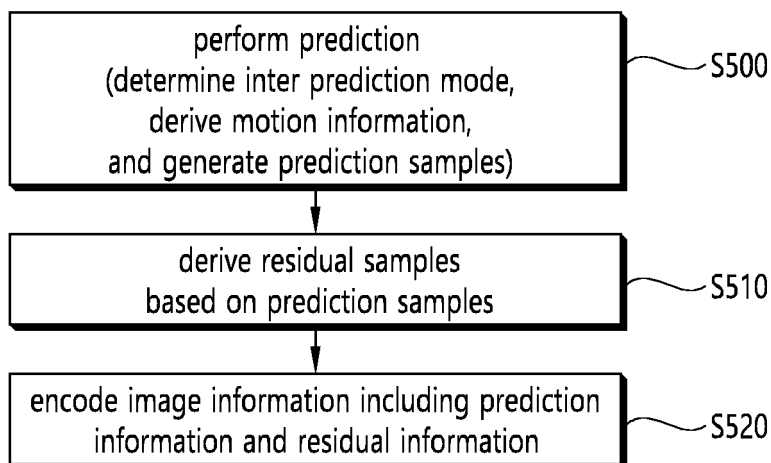 perform prediction
(determine inter prediction mode,
derive motion information,
and generate prediction samples)
S500
derive residual samples
based on prediction samples
S510
encode image information including prediction
information and residual information
S520